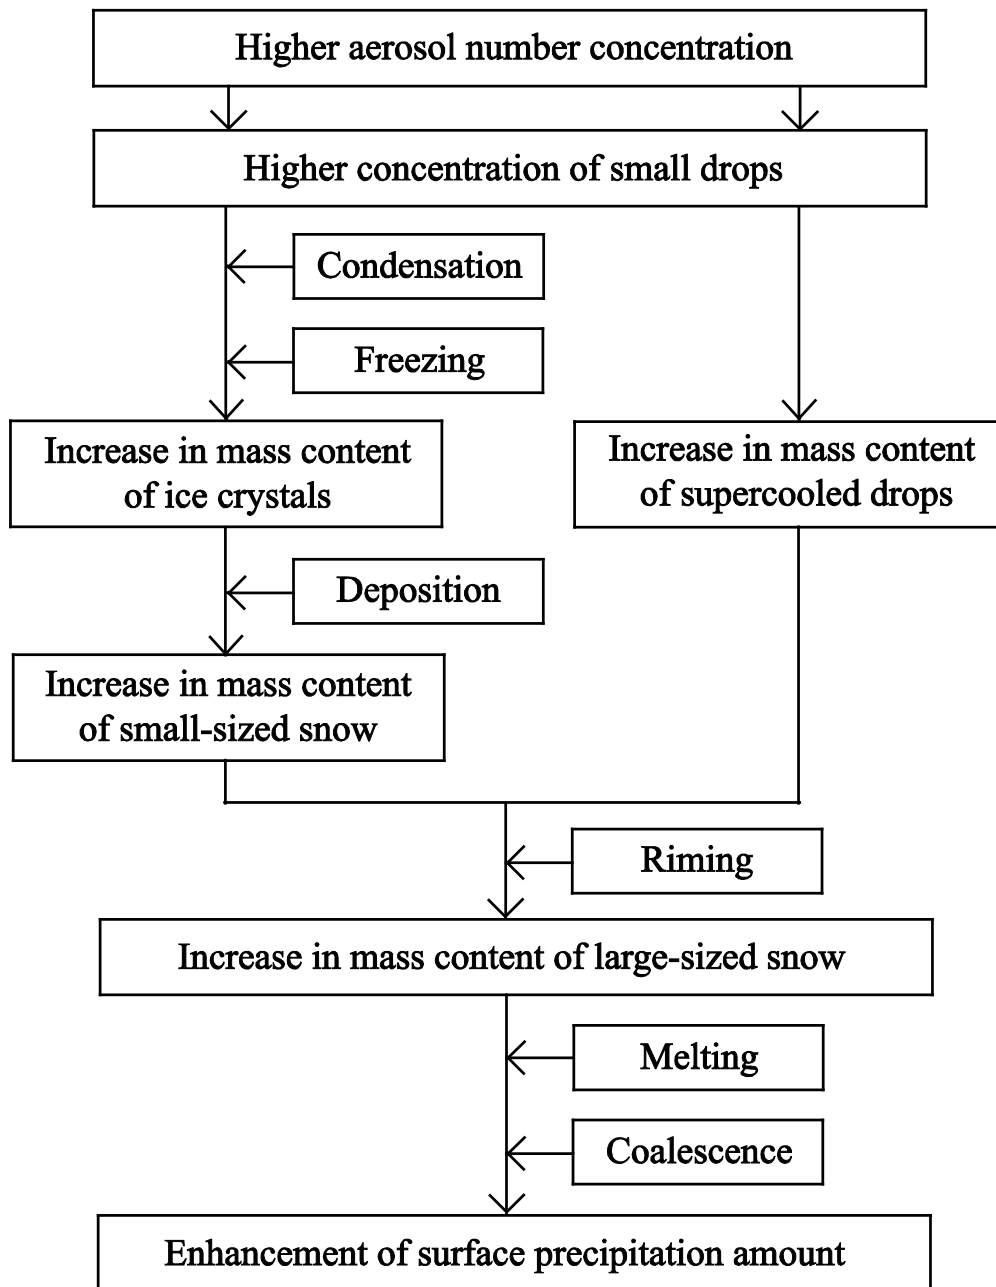 Higher aerosol number concentration
Higher concentration of small drops
Condensation
Freezing
Increase in mass content
of ice crystals
Increase in mass content
of supercooled drops
Deposition
Increase in mass content
of small-sized snow
Riming
Increase in mass content of large-sized snow
Melting
Coalescence
Enhancement of surface precipitation amount